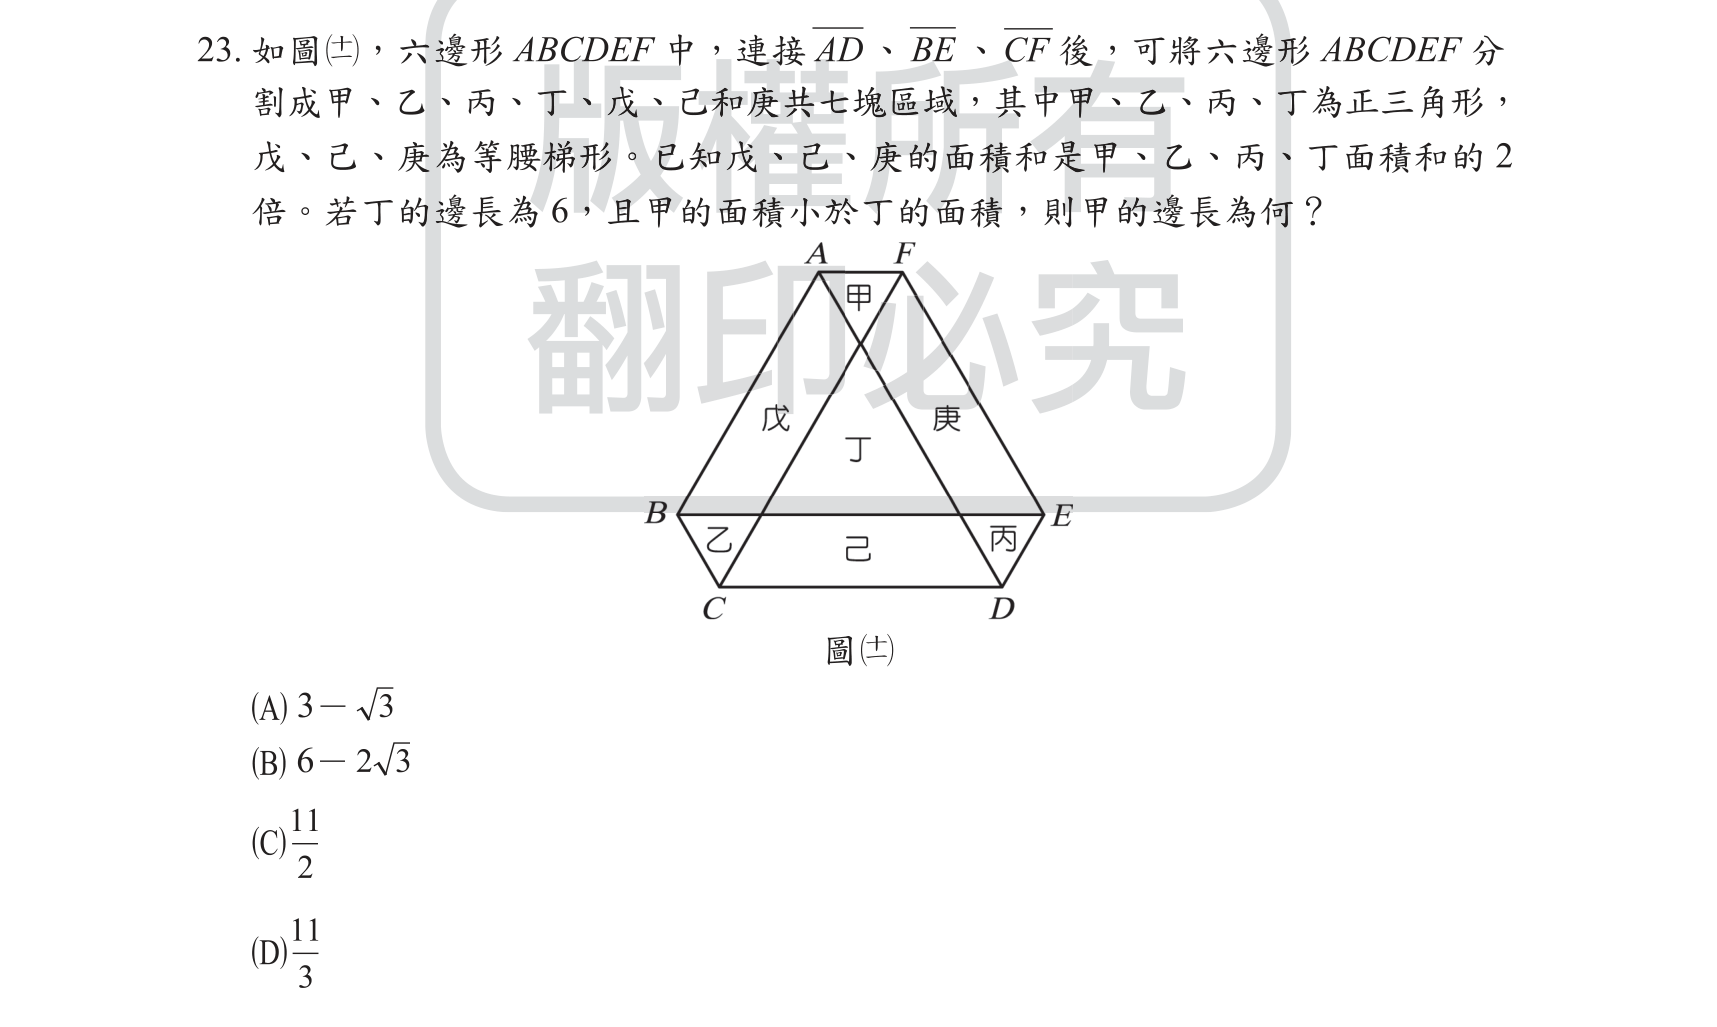 23. 如圖(十一)，六邊形 ABCDEF 中，連接 AD、BE、CF 後，可將六邊形 ABCDEF 分
割成甲、乙、丙、丁、戊、己和庚共七塊區域，其中甲、乙、丙、丁為正三角形，
戊、己、庚為等腰梯形。已知戊、己、庚的面積和是甲、乙、丙、丁面積和的 2
倍。若丁的邊長為 6，且甲的面積小於丁的面積，則甲的邊長為何？
版權所有
翻印必究
A F
甲
戊 庚
丁
B E
乙 己 丙
C D
圖(十一)
(A) 3－√3
(B) 6－2√3
(C) 11/2
(D) 11/3